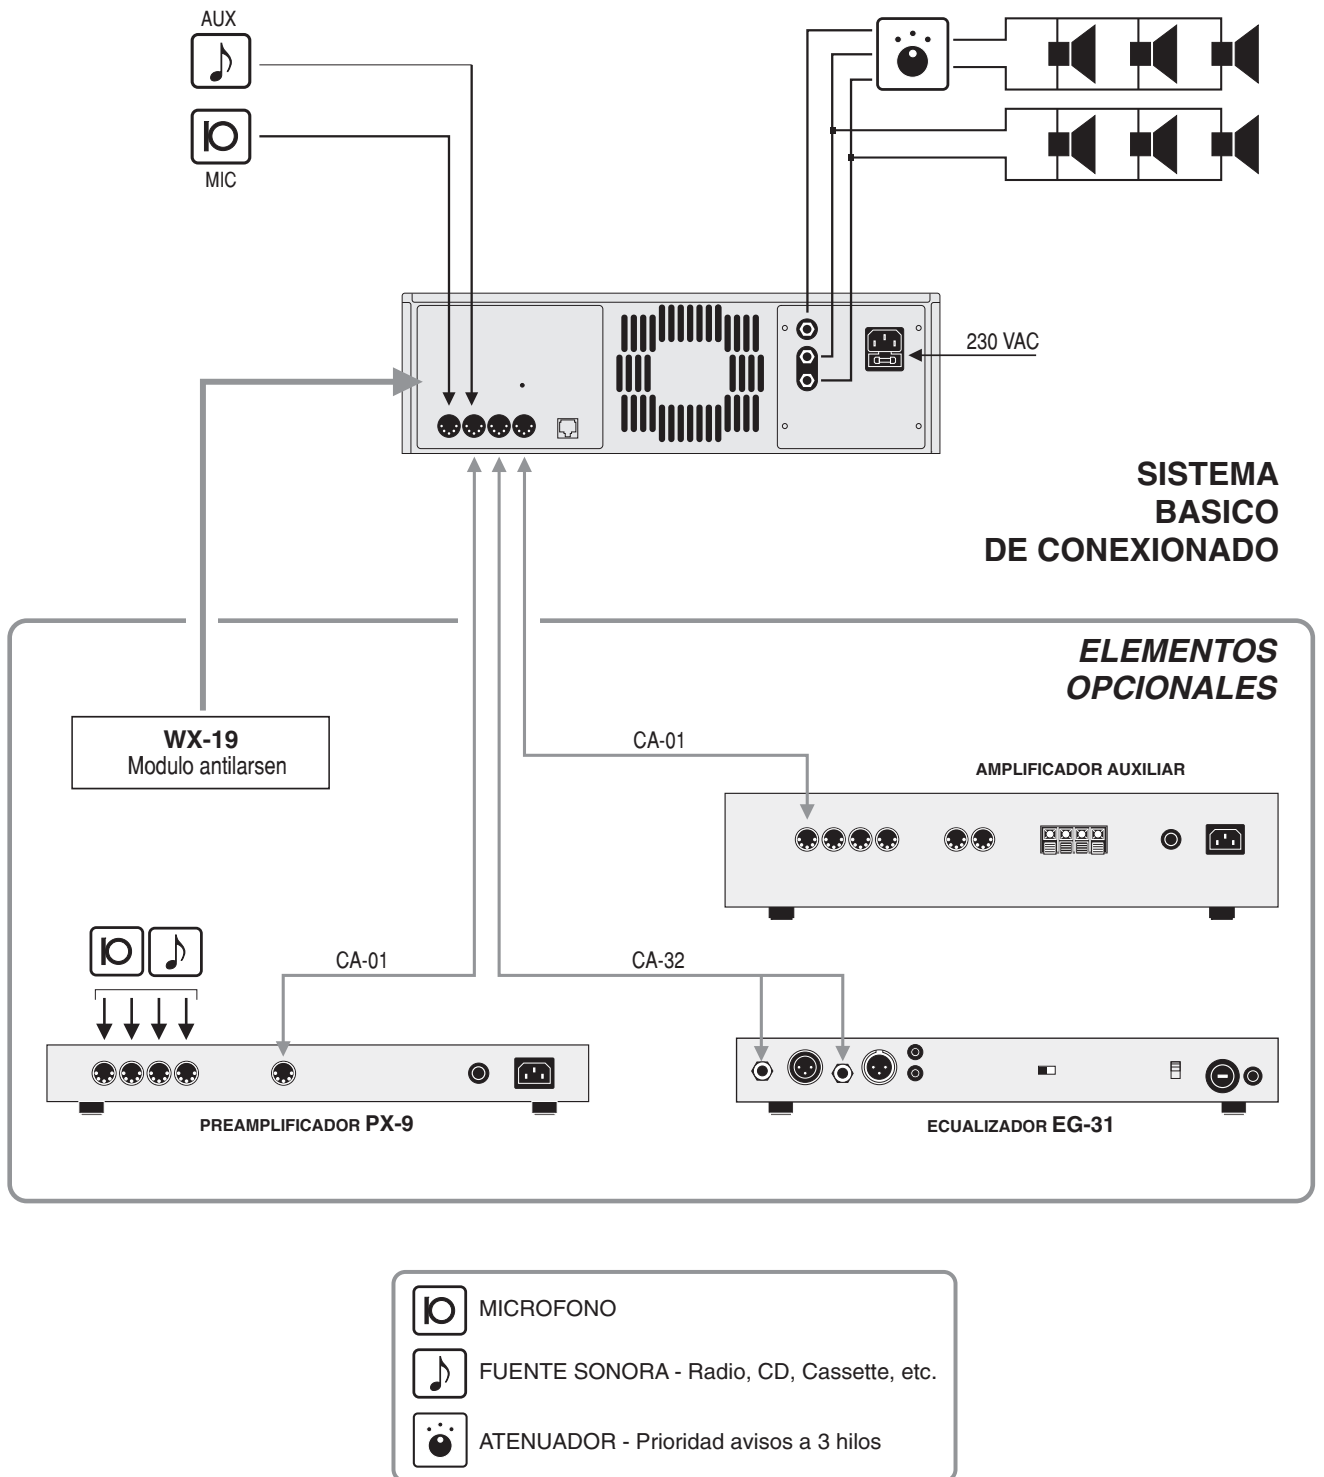 AUX
MIC
230 VAC
SISTEMA
BASICO
DE CONEXIONADO
ELEMENTOS
OPCIONALES
WX-19
Modulo antilarsen
CA-01
AMPLIFICADOR AUXILIAR
CA-01
CA-32
PREAMPLIFICADOR PX-9
ECUALIZADOR EG-31
MICROFONO
FUENTE SONORA - Radio, CD, Cassette, etc.
ATENUADOR - Prioridad avisos a 3 hilos